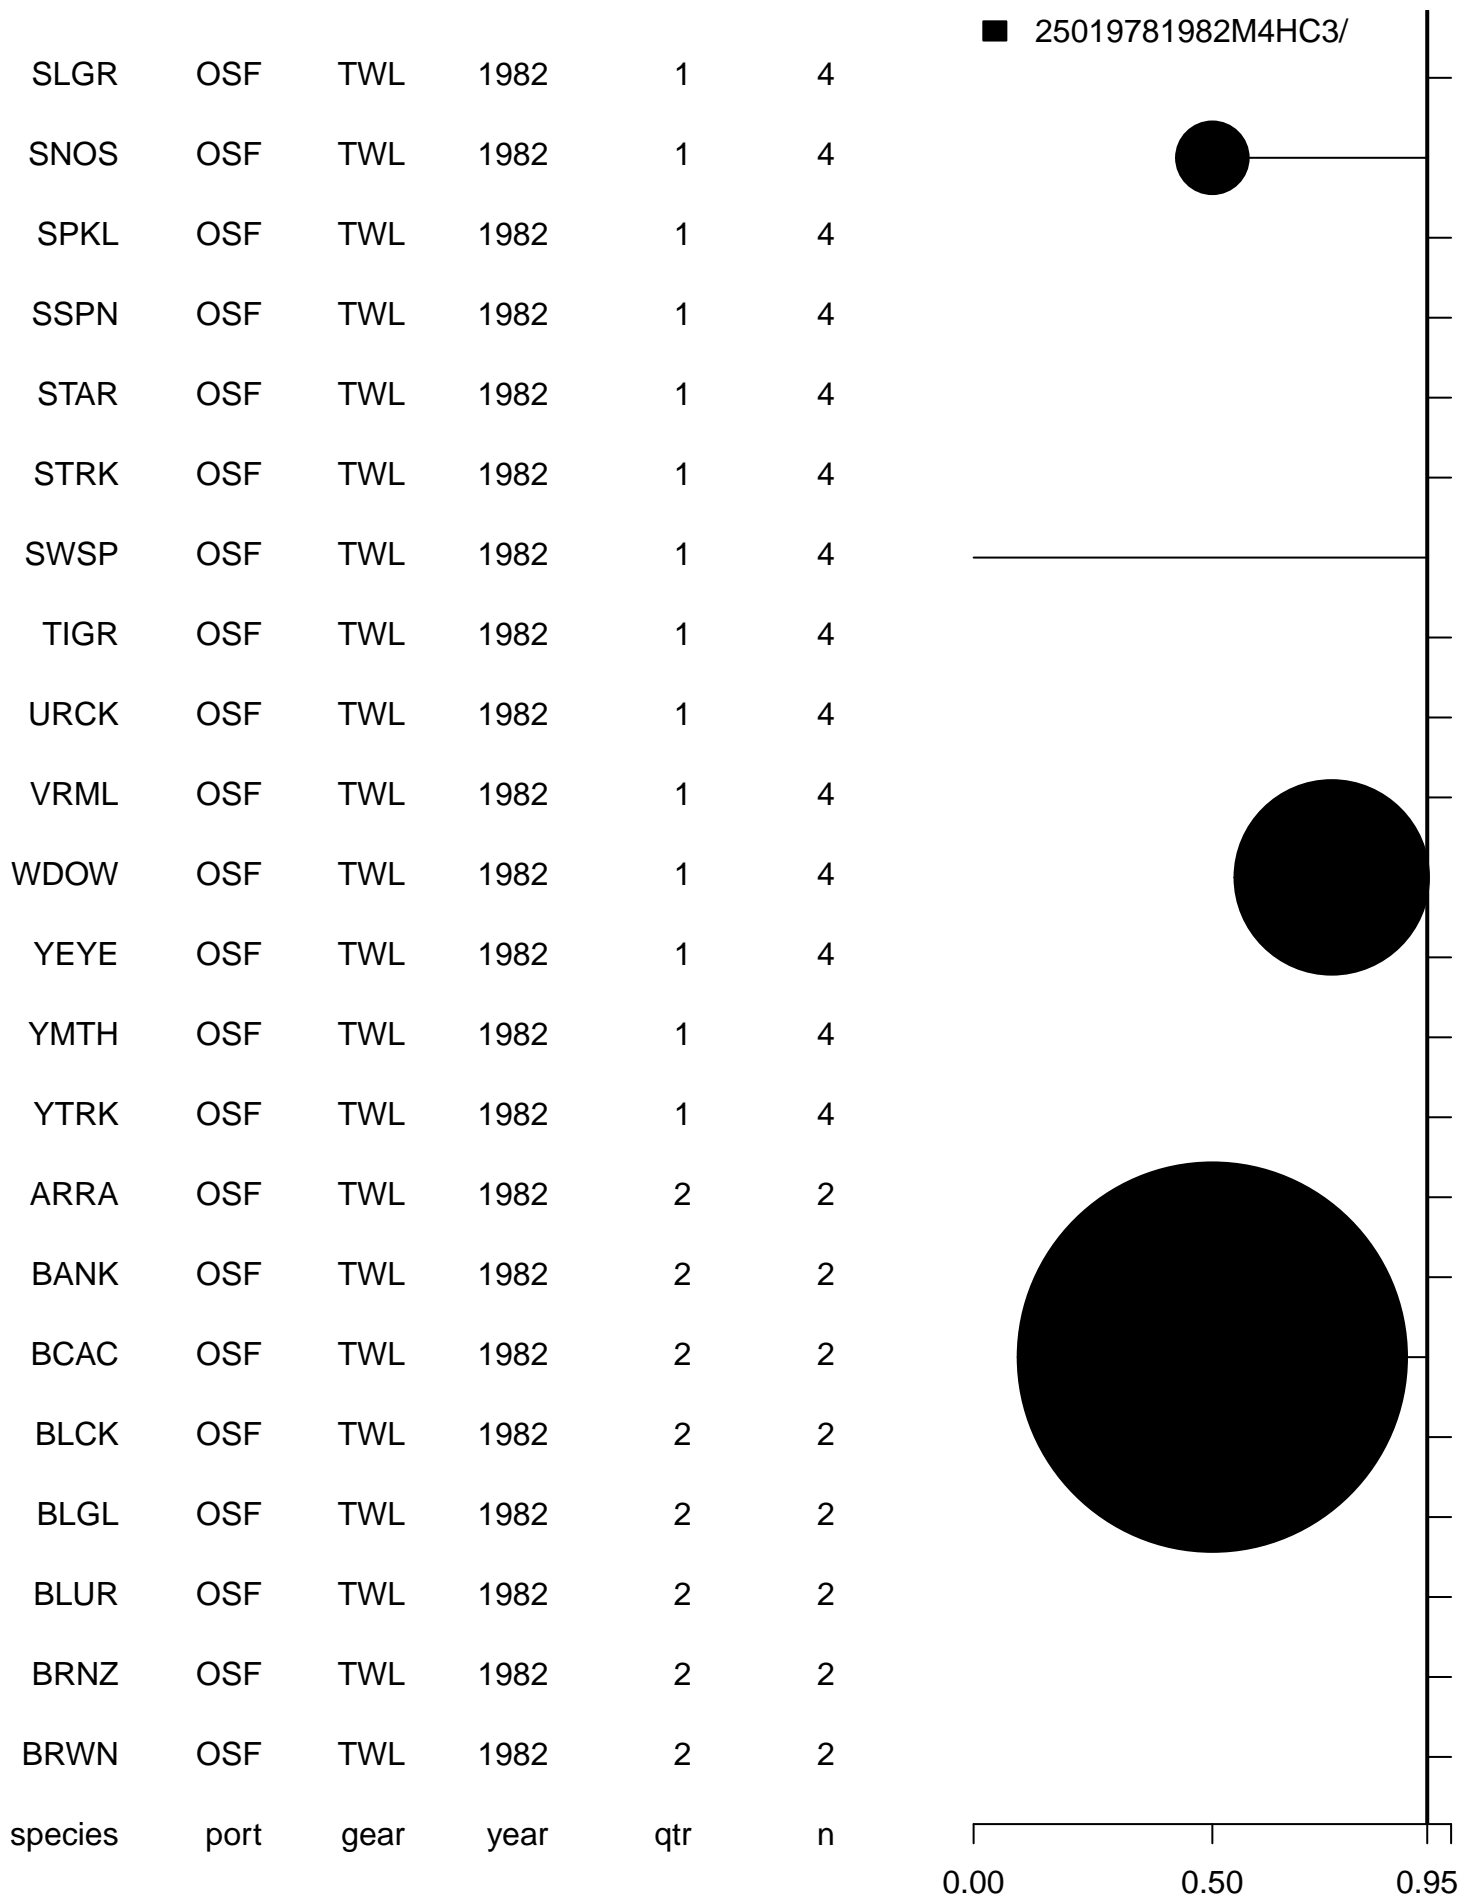 25019781982M4HC3/
SLGR OSF TWL 1982 1 4
SNOS OSF TWL 1982 1 4
SPKL OSF TWL 1982 1 4
SSPN OSF TWL 1982 1 4
STAR OSF TWL 1982 1 4
STRK OSF TWL 1982 1 4
SWSP OSF TWL 1982 1 4
TIGR OSF TWL 1982 1 4
URCK OSF TWL 1982 1 4
VRML OSF TWL 1982 1 4
WDOW OSF TWL 1982 1 4
YEYE OSF TWL 1982 1 4
YMTH OSF TWL 1982 1 4
YTRK OSF TWL 1982 1 4
ARRA OSF TWL 1982 2 2
BANK OSF TWL 1982 2 2
BCAC OSF TWL 1982 2 2
BLCK OSF TWL 1982 2 2
BLGL OSF TWL 1982 2 2
BLUR OSF TWL 1982 2 2
BRNZ OSF TWL 1982 2 2
BRWN OSF TWL 1982 2 2
species port gear year qtr n
0.00 0.50 0.95